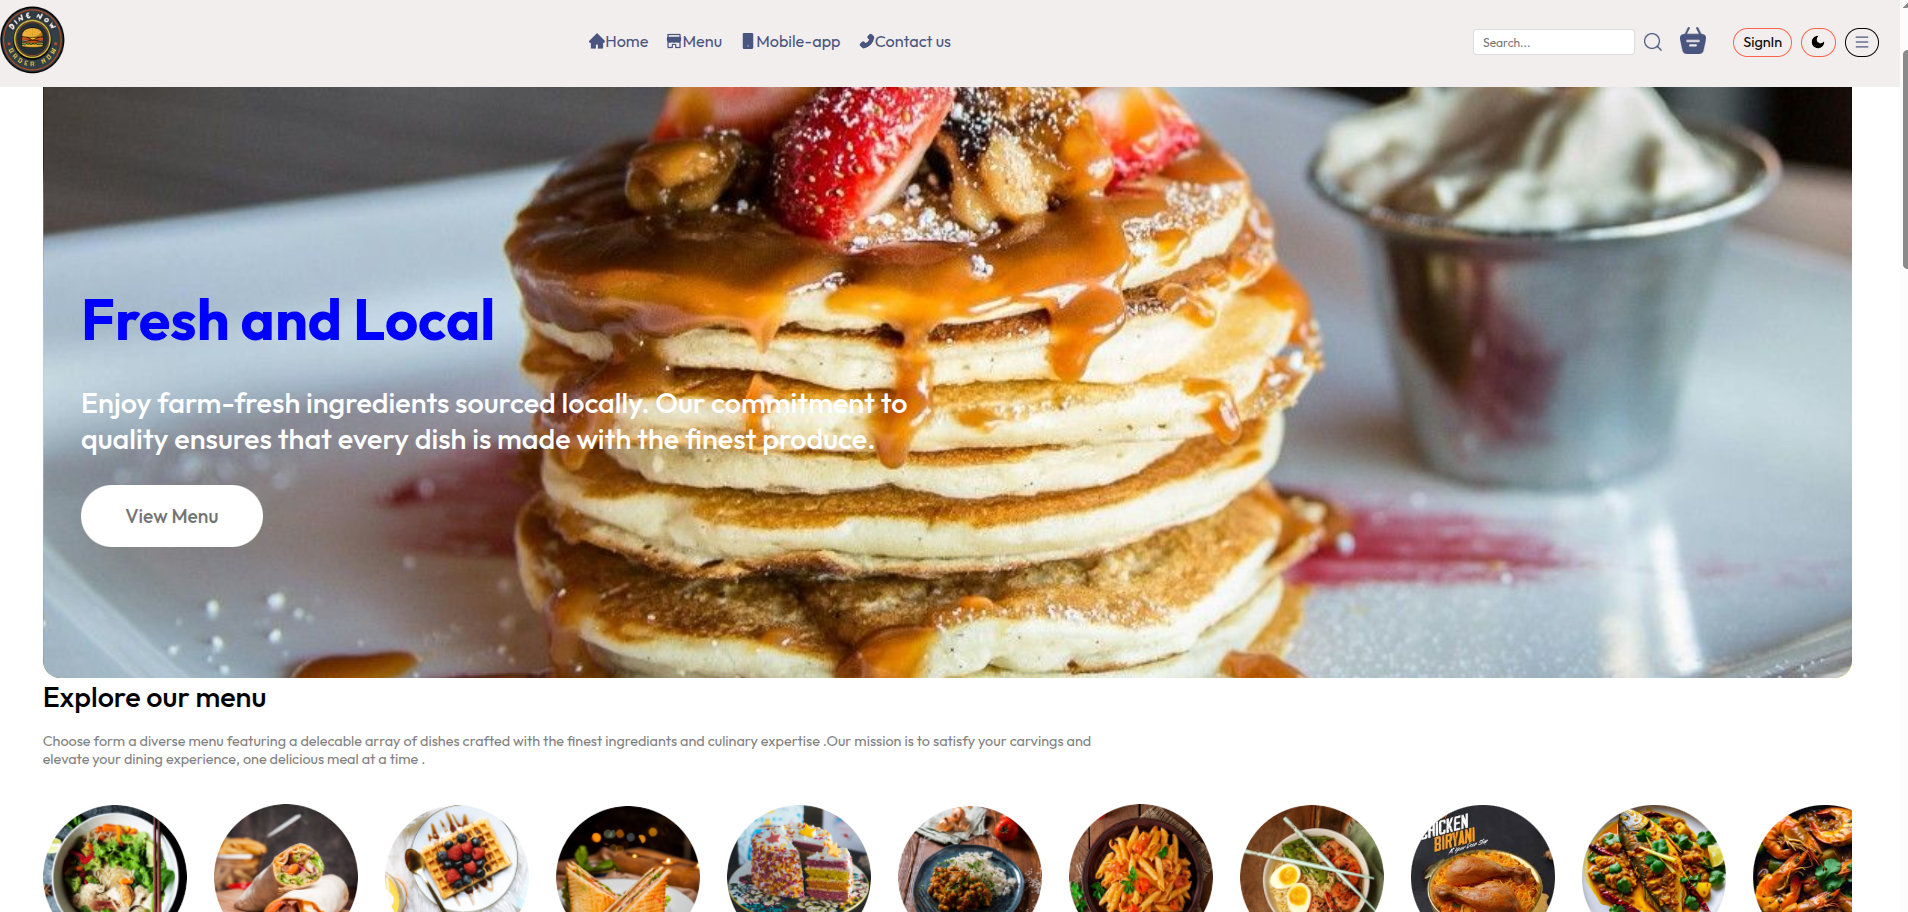 DINE NOW
ORDER NOW
Home Menu Mobile-app Contact us
Search...
SignIn
Fresh and Local
Enjoy farm-fresh ingredients sourced locally. Our commitment to
quality ensures that every dish is made with the finest produce.
View Menu
Explore our menu
Choose form a diverse menu featuring a delecable array of dishes crafted with the finest ingrediants and culinary expertise .Our mission is to satisfy your carvings and
elevate your dining experience, one delicious meal at a time .
CHICKEN
BIRYANI